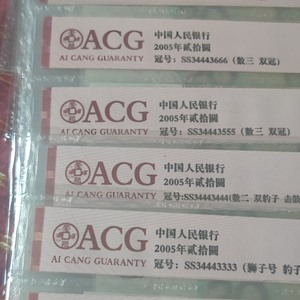 ACG
AI CANG GUARANTY
中国人民银行
2005年贰拾圆
冠号：SS34443666（数三 双冠）
ACG
AI CANG GUARANTY
中国人民银行
2005年贰拾圆
冠号：SS34443555（数三 双冠）
ACG
AI CANG GUARANTY
中国人民银行
2005年贰拾圆
冠号:SS34443444(数二 双豹子
ACG
AI CANG GUARANTY
中国人民银行
2005年贰拾圆
冠号：SS34443333（狮子号 豹子